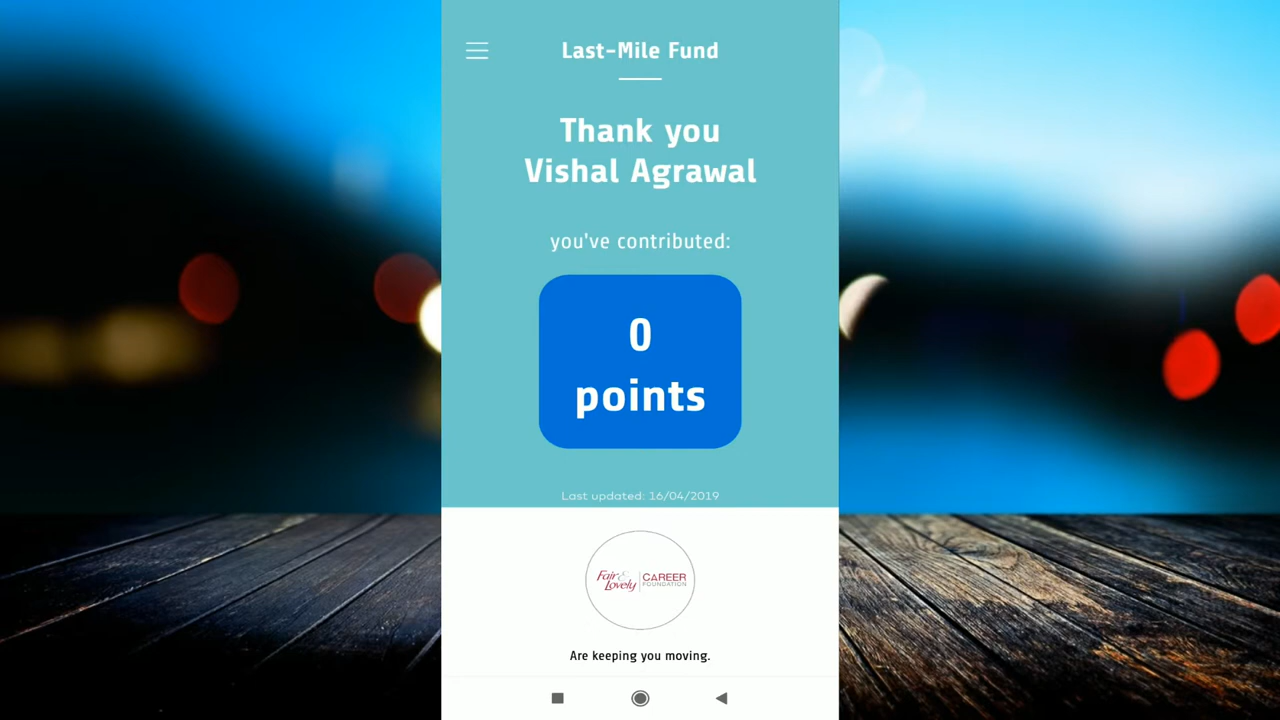 Last-Mile Fund
Thank you
Vishal Agrawal
you've contributed:
0
points
Last updated: 16/04/2019
Fair & Lovely
CAREER
FOUNDATION
Are keeping you moving.